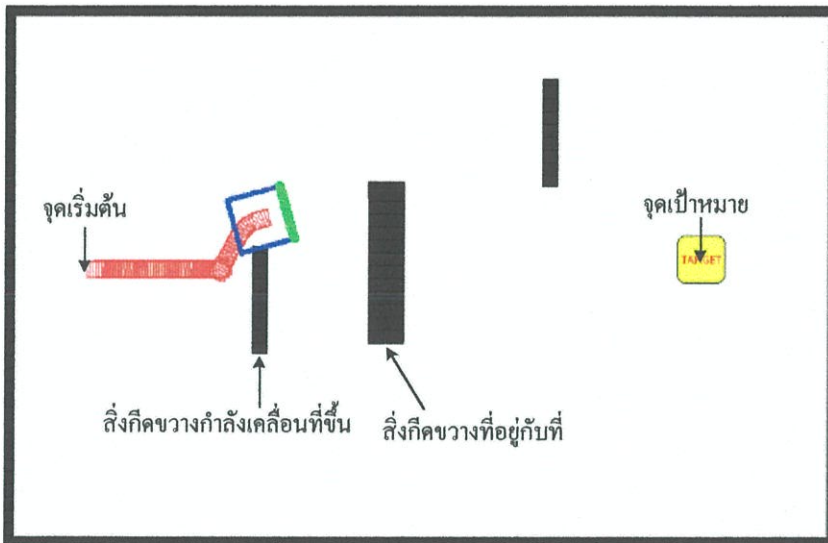 จุดเริ่มต้น
จุดเป้าหมาย
TARGET
สิ่งกีดขวางกำลังเคลื่อนที่ขึ้น
สิ่งกีดขวางที่อยู่กับที่